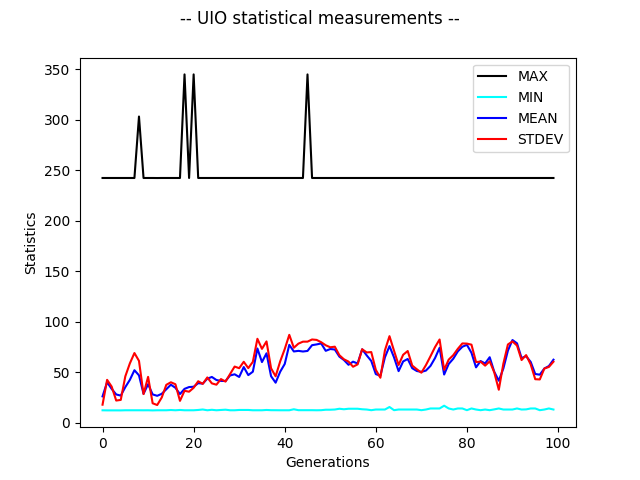 -- UIO statistical measurements --
350
300
250
200
150
100
50
0
Statistics
MAX
MIN
MEAN
STDEV
0
20
40
60
80
100
Generations